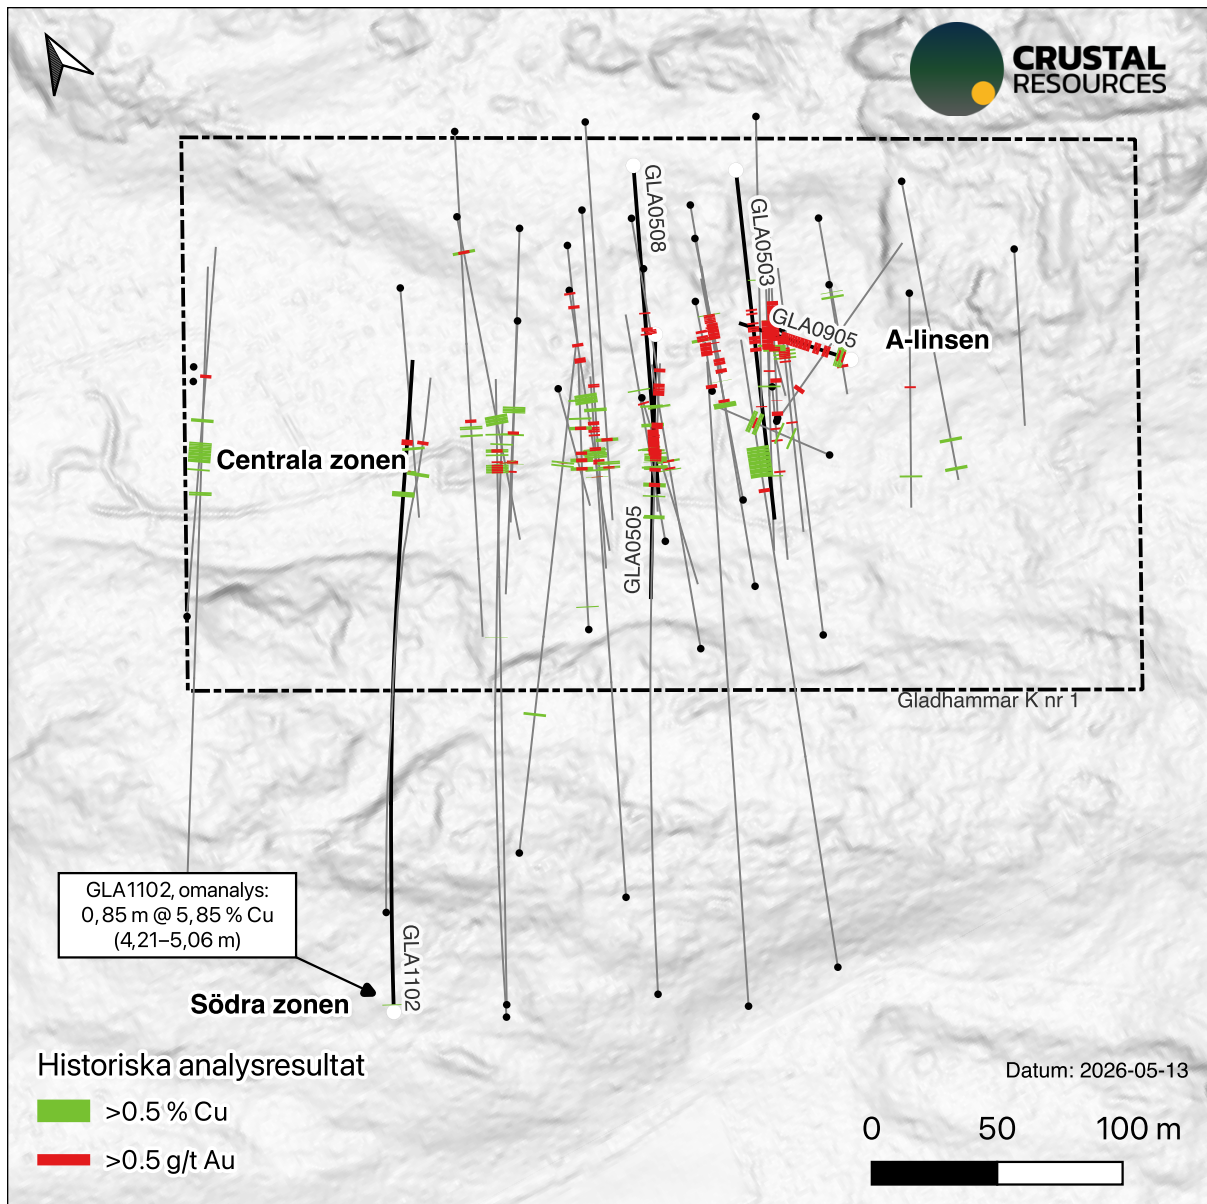 CRUSTAL
RESOURCES
GLA0508
GLA0503
GLA0905
A-linsen
Centrala zonen
GLA0505
Gladhammar K nr 1
GLA1102, omanalys:
0,85 m @ 5,85 % Cu
(4,21–5,06 m)
GLA1102
Södra zonen
Historiska analysresultat
>0.5 % Cu
>0.5 g/t Au
Datum: 2026-05-13
0 50 100 m